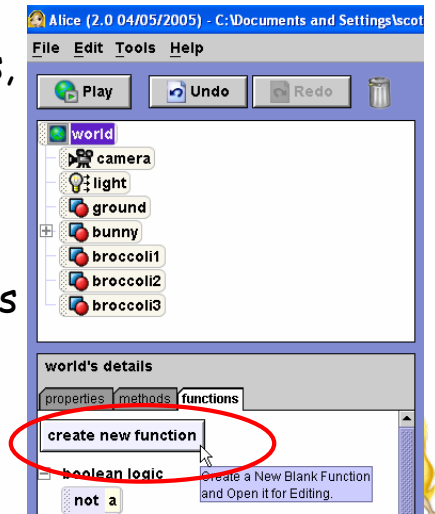 Alice (2.0 04/05/2005) - C:\Documents and Settings\scot
File Edit Tools Help
s,
Play Undo Redo
world
camera
light
ground
bunny
broccoli1
broccoli2
broccoli3
s
world's details
properties methods functions
create new function
boolean logic
Create a New Blank Function
and Open it for Editing.
not a